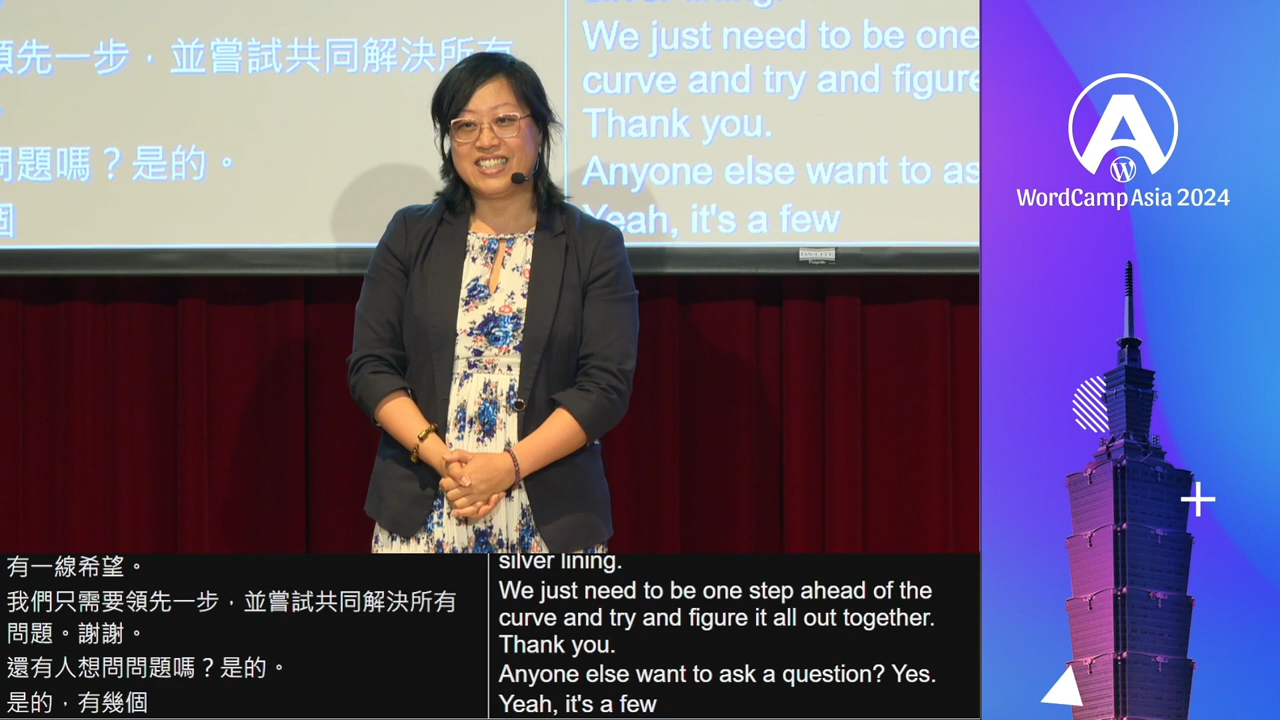 領先一步，並嘗試共同解決所有
問題嗎？是的。
個
silver lining.
We just need to be one
curve and try and figure
Thank you.
Anyone else want to as
Yeah, it's a few
WordCamp Asia 2024
有一線希望。
我們只需要領先一步，並嘗試共同解決所有
問題。謝謝。
還有人想問問題嗎？是的。
是的，有幾個
silver lining.
We just need to be one step ahead of the
curve and try and figure it all out together.
Thank you.
Anyone else want to ask a question? Yes.
Yeah, it's a few